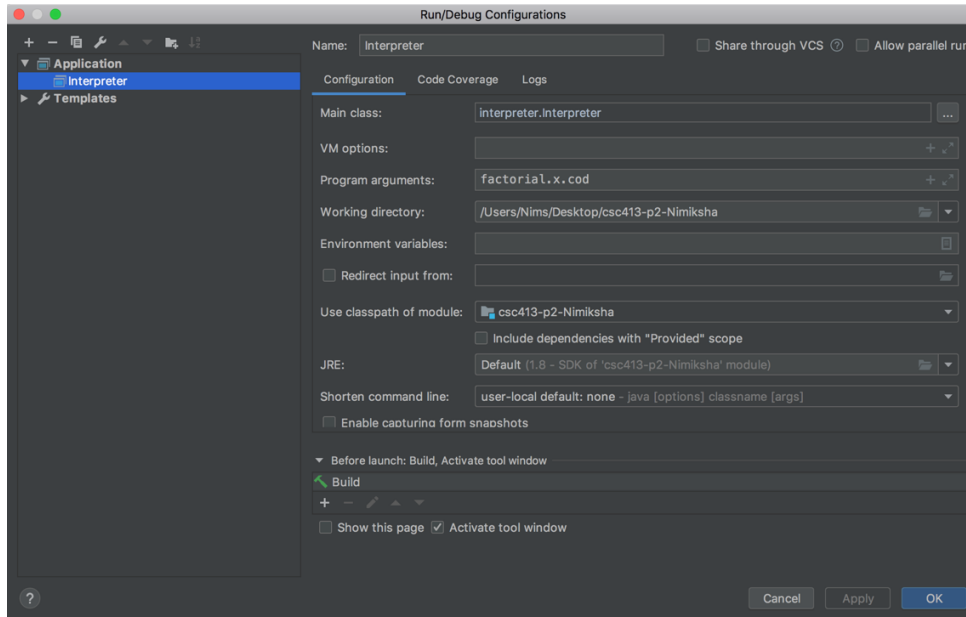 Run/Debug Configurations
Application
Interpreter
Templates
Name: Interpreter
Share through VCS ?
Allow parallel run
Configuration Code Coverage Logs
Main class: interpreter.Interpreter ...
VM options:
Program arguments: factorial.x.cod
Working directory: /Users/Nims/Desktop/csc413-p2-Nimiksha
Environment variables:
Redirect input from:
Use classpath of module: csc413-p2-Nimiksha
Include dependencies with "Provided" scope
JRE: Default (1.8 - SDK of 'csc413-p2-Nimiksha' module)
Shorten command line: user-local default: none - java [options] classname [args]
Enable capturing form snapshots
Before launch: Build, Activate tool window
Build
Show this page Activate tool window
? Cancel Apply OK